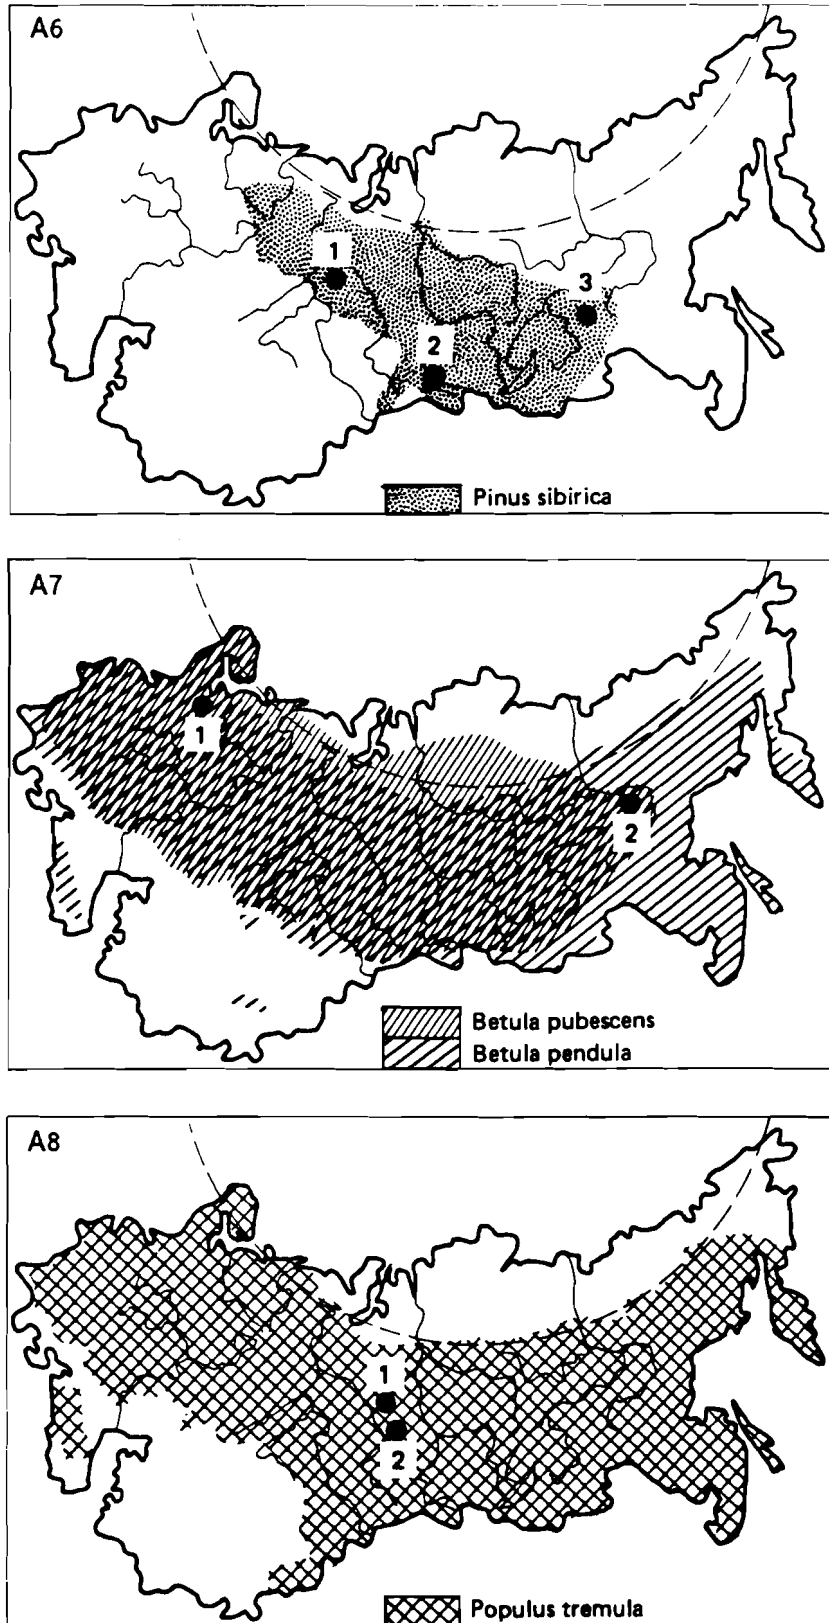 A6
1
3
2
Pinus sibirica
A7
1
2
Betula pubescens
Betula pendula
A8
1
2
Populus tremula